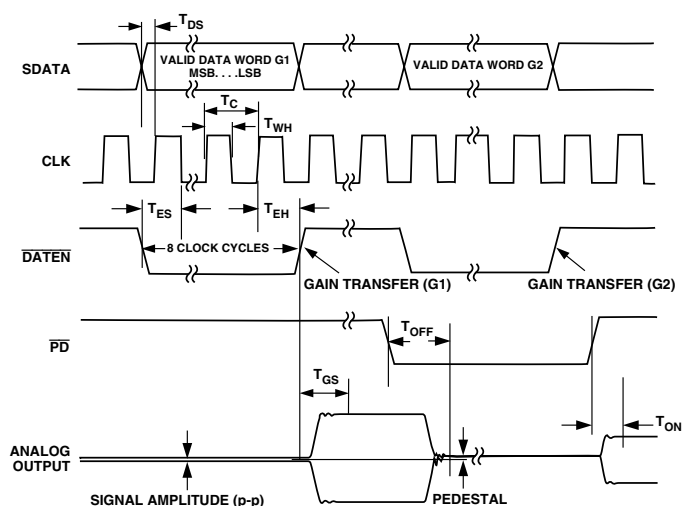 TDS
SDATA
VALID DATA WORD G1
MSB. . . .LSB
VALID DATA WORD G2
TC
TWH
CLK
TES
TEH
DATEN
8 CLOCK CYCLES
GAIN TRANSFER (G1)
GAIN TRANSFER (G2)
PD
TOFF
TGS
TON
ANALOG
OUTPUT
SIGNAL AMPLITUDE (p-p)
PEDESTAL